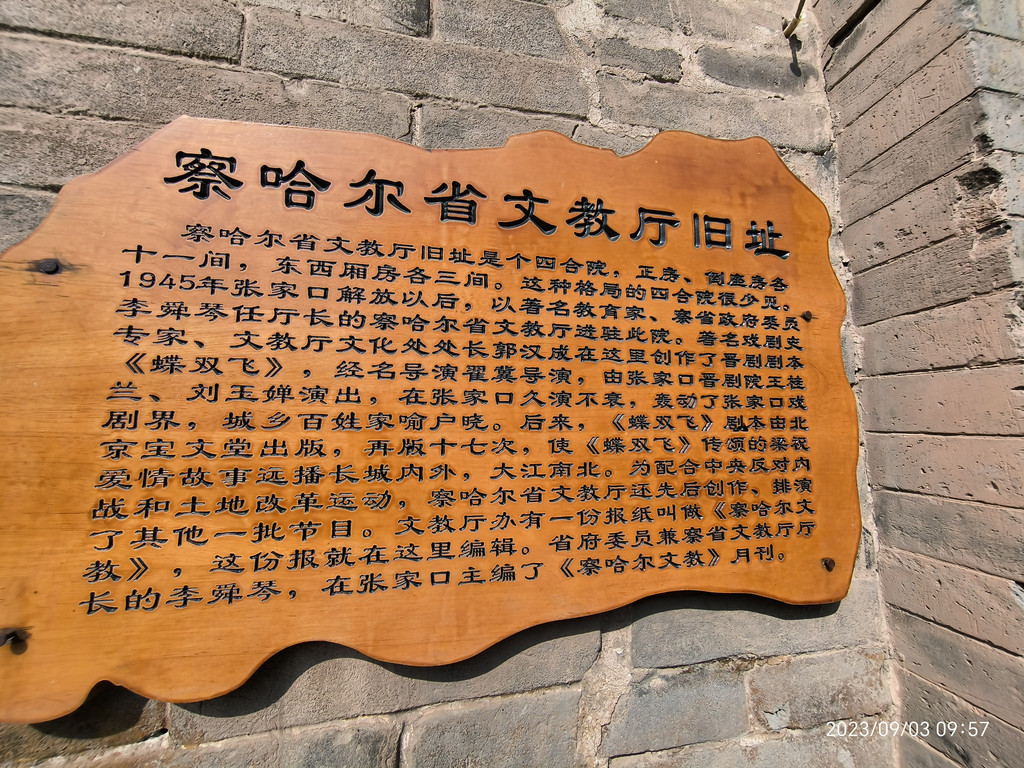 察哈尔省文教厅旧址
察哈尔省文教厅旧址是个四合院，正房、倒座房各
十一间，东西厢房各三间。这种格局的四合院很少见。
1945年张家口解放以后，以著名教育家、察省政府委员
李舜琴任厅长的察哈尔省文教厅进驻此院。著名戏剧史
专家、文教厅文化处处长郭汉成在这里创作了晋剧剧本
《蝶双飞》，经名导演翟冀导演，由张家口晋剧院王桂
兰、刘玉婵演出，在张家口久演不衰，轰动了张家口戏
剧界，城乡百姓家喻户晓。后来，《蝶双飞》剧本由北
京宝文堂出版，再版十七次，使《蝶双飞》传颂的梁祝
爱情故事远播长城内外，大江南北。为配合中央反对内
战和土地改革运动，察哈尔省文教厅还先后创作、排演
了其他一批节目。文教厅办有一份报纸叫做《察哈尔文
教》，这份报就在这里编辑。省府委员兼察省文教厅厅
长的李舜琴，在张家口主编了《察哈尔文教》月刊。
2023/09/03 09:57